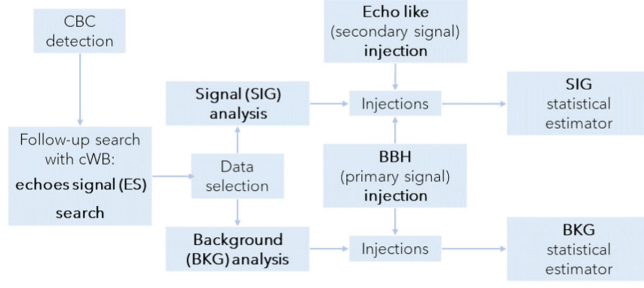 CBC
detection
Follow-up search
with cWB:
echoes signal (ES)
search
Data
selection
Signal (SIG)
analysis
Background
(BKG) analysis
Echo like
(secondary signal)
injection
Injections
BBH
(primary signal)
injection
Injections
SIG
statistical
estimator
BKG
statistical
estimator